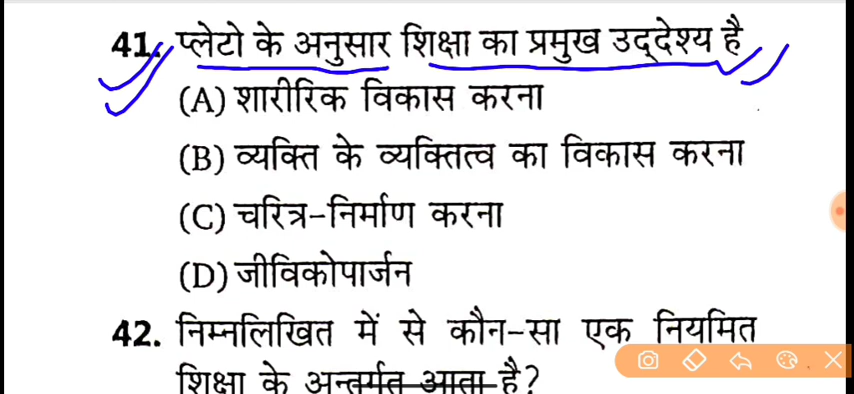 41. प्लेटो के अनुसार शिक्षा का प्रमुख उद्देश्य है
(A) शारीरिक विकास करना
(B) व्यक्ति के व्यक्तित्व का विकास करना
(C) चरित्र-निर्माण करना
(D) जीविकोपार्जन
42. निम्नलिखित में से कौन-सा एक नियमित
शिक्षा के अन्तर्गत आता है?